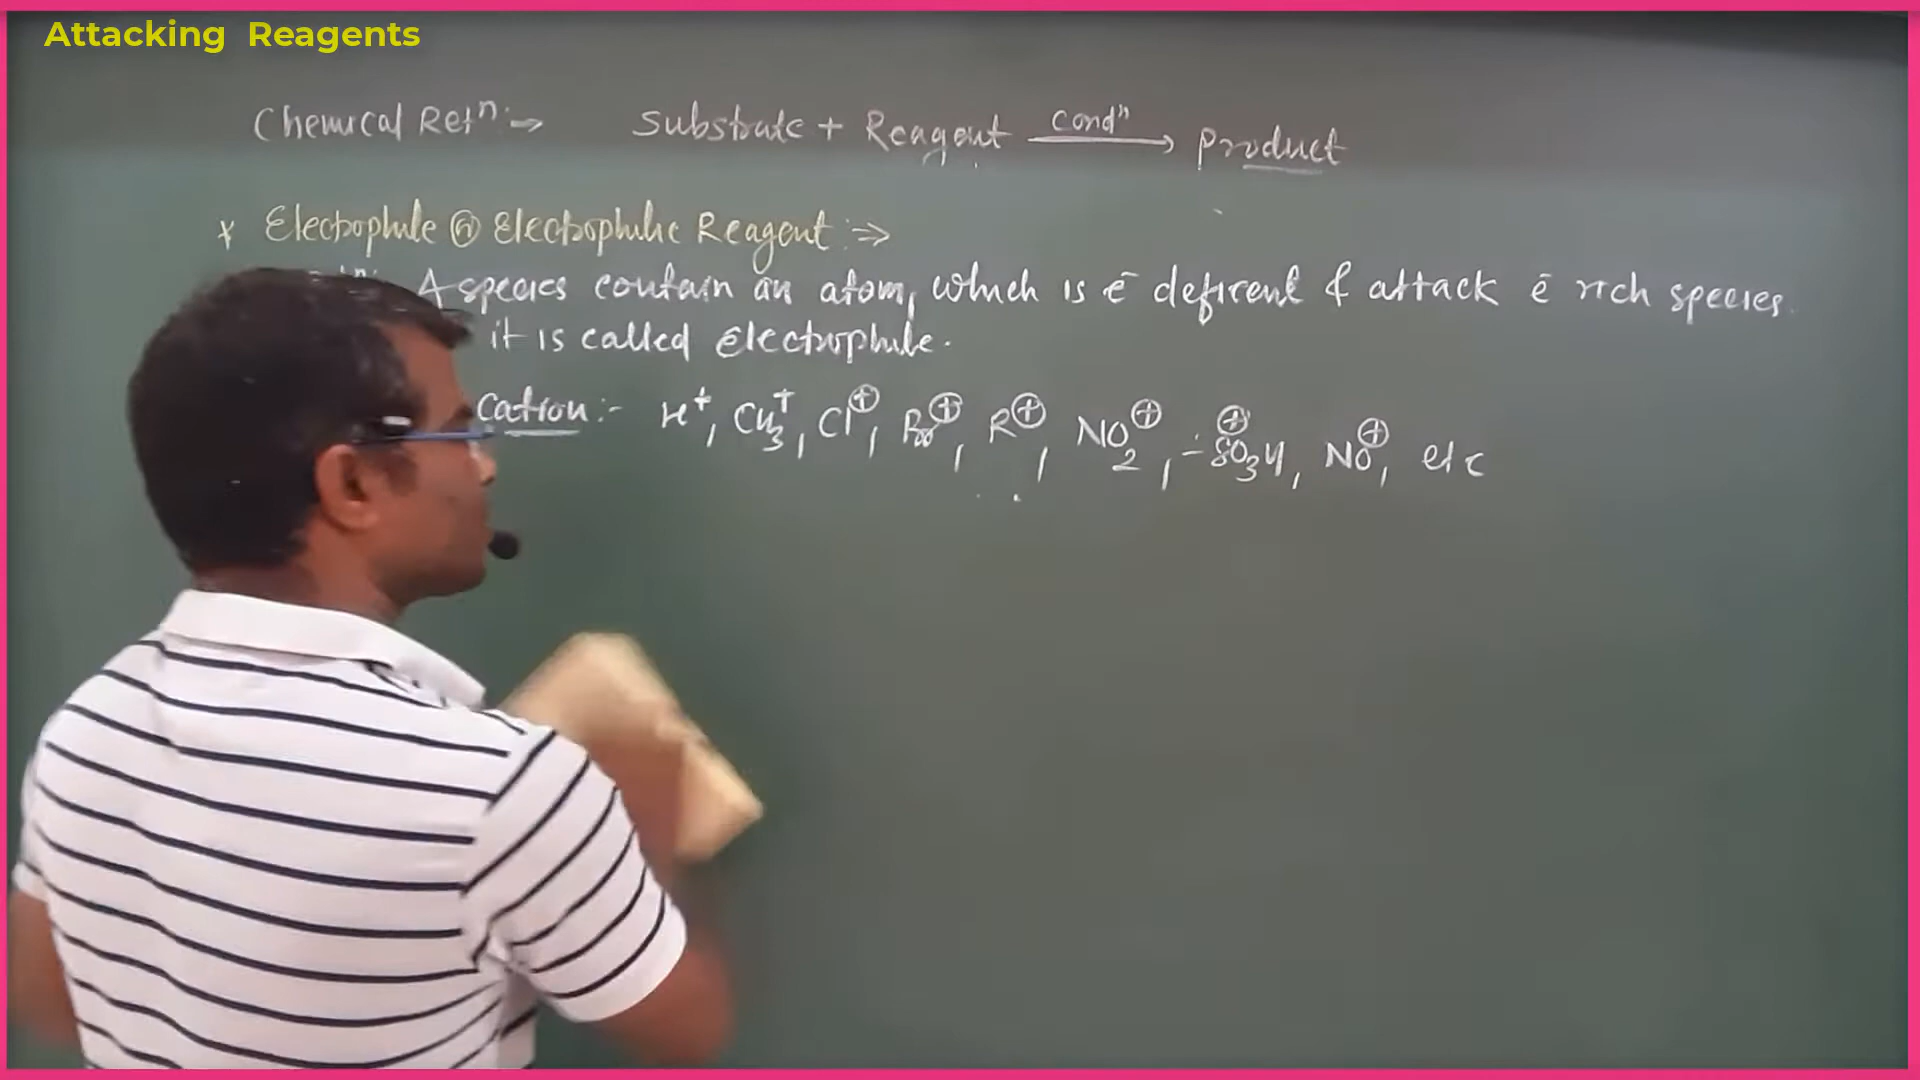 Attacking Reagents
Chemical Retⁿ:→ Substrate + Reagent —condⁿ→ Product
* Electrophile @ Electrophilic Reagent :⇒
A species contain an atom, which is ē deficent & attack ē rich species.
it is called electrophile.
Cation :- H⁺, CH₃⁺, Cl⊕, Br⊕, R⊕, NO₂⊕, -SO₃H⊕, NO⊕, etc